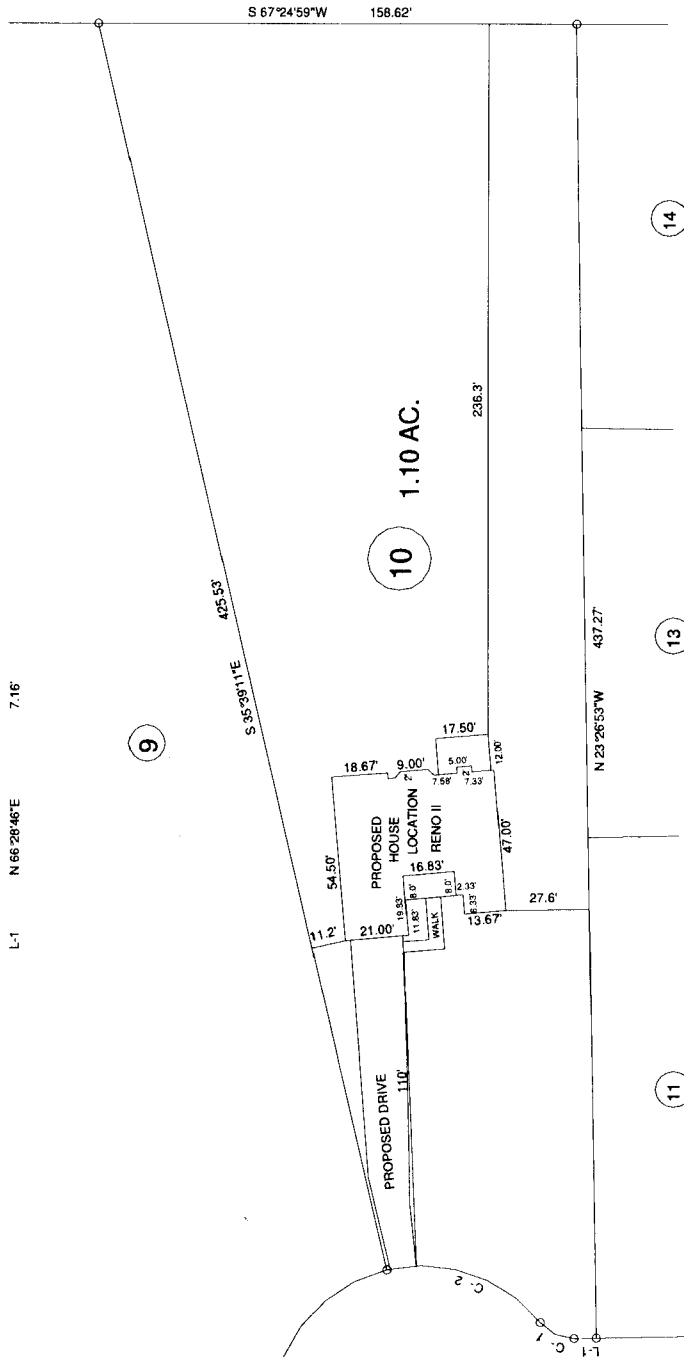 S 67°24'59"W 158.62'
14
236.3'
1.10 AC.
10
425.53'
S 35°39'11"E
437.27'
N 23°26'53"W
13
L-1 N 66°28'46"E 7.16'
9
17.50'
18.67'
9.00'
5.00'
12.00'
2'
7.58'
2'
7.33'
PROPOSED
HOUSE
LOCATION
RENO II
54.50'
47.00'
16.83'
8.0'
8.0'
2.33'
19.83'
11.83'
6.33'
WALK
13.67'
27.6'
11.2'
21.00'
PROPOSED DRIVE
110'
11
C-2
C-1
L-1